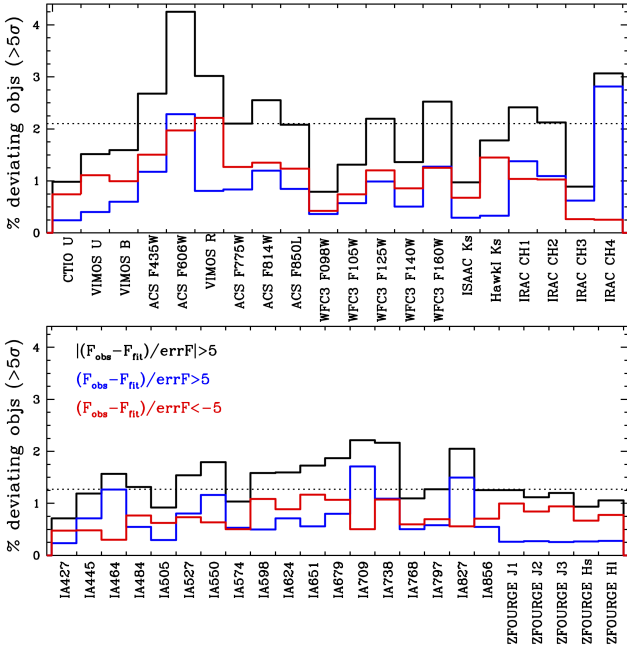 % deviating objs (>5σ)
4
3
2
1
0
CTIO U
VIMOS U
VIMOS B
ACS F435W
ACS F606W
VIMOS R
ACS F775W
ACS F814W
ACS F850L
WFC3 F098W
WFC3 F105W
WFC3 F125W
WFC3 F140W
WFC3 F160W
ISAAC Ks
HawkI Ks
IRAC CH1
IRAC CH2
IRAC CH3
IRAC CH4
% deviating objs (>5σ)
4
3
2
1
0
|(Fobs−Ffit)/errF|>5
(Fobs−Ffit)/errF>5
(Fobs−Ffit)/errF<−5
IA427
IA445
IA464
IA484
IA505
IA527
IA550
IA574
IA598
IA624
IA651
IA679
IA709
IA738
IA768
IA797
IA827
IA856
ZFOURGE J1
ZFOURGE J2
ZFOURGE J3
ZFOURGE Hs
ZFOURGE Hl